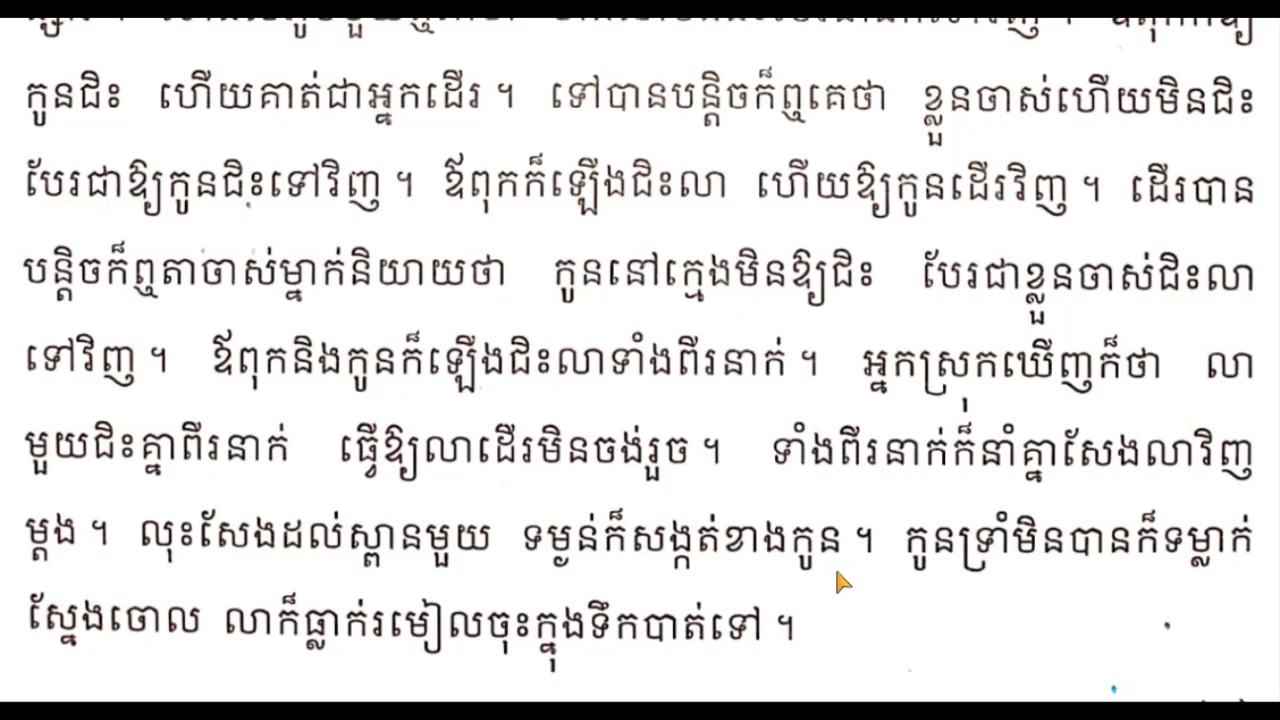 កូនជិះ ហើយគាត់ជាអ្នកដើរ ។ ទៅបានបន្តិចក៏ឮគេថា ខ្លួនចាស់ហើយមិនជិះ
បែរជាឱ្យកូនជិះទៅវិញ ។ ឪពុកក៏ឡើងជិះលា ហើយឱ្យកូនដើរវិញ ។ ដើរបាន
បន្តិចក៏ឮតាចាស់ម្នាក់និយាយថា កូននៅក្មេងមិនឱ្យជិះ បែរជាខ្លួនចាស់ជិះលា
ទៅវិញ ។ ឪពុកនិងកូនក៏ឡើងជិះលាទាំងពីរនាក់ ។ អ្នកស្រុកឃើញក៏ថា លា
មួយជិះគ្នាពីរនាក់ ធ្វើឱ្យលាដើរមិនចង់រួច ។ ទាំងពីរនាក់ក៏នាំគ្នាសែងលាវិញ
ម្តង ។ លុះសែងដល់ស្ពានមួយ ទម្ងន់ក៏សង្កត់ខាងកូន ។ កូនទ្រាំមិនបានក៏ទម្លាក់
ស្នែងចោល លាក៏ធ្លាក់រមៀលចុះក្នុងទឹកបាត់ទៅ ។